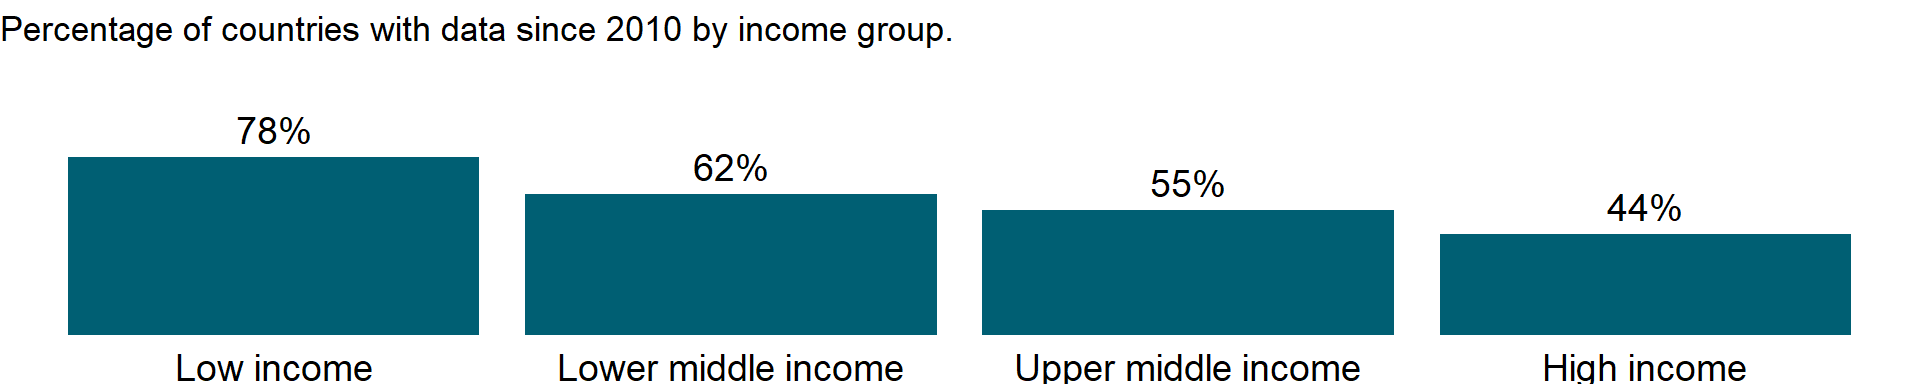 Percentage of countries with data since 2010 by income group.
78%
62%
55%
44%
Low income
Lower middle income
Upper middle income
High income